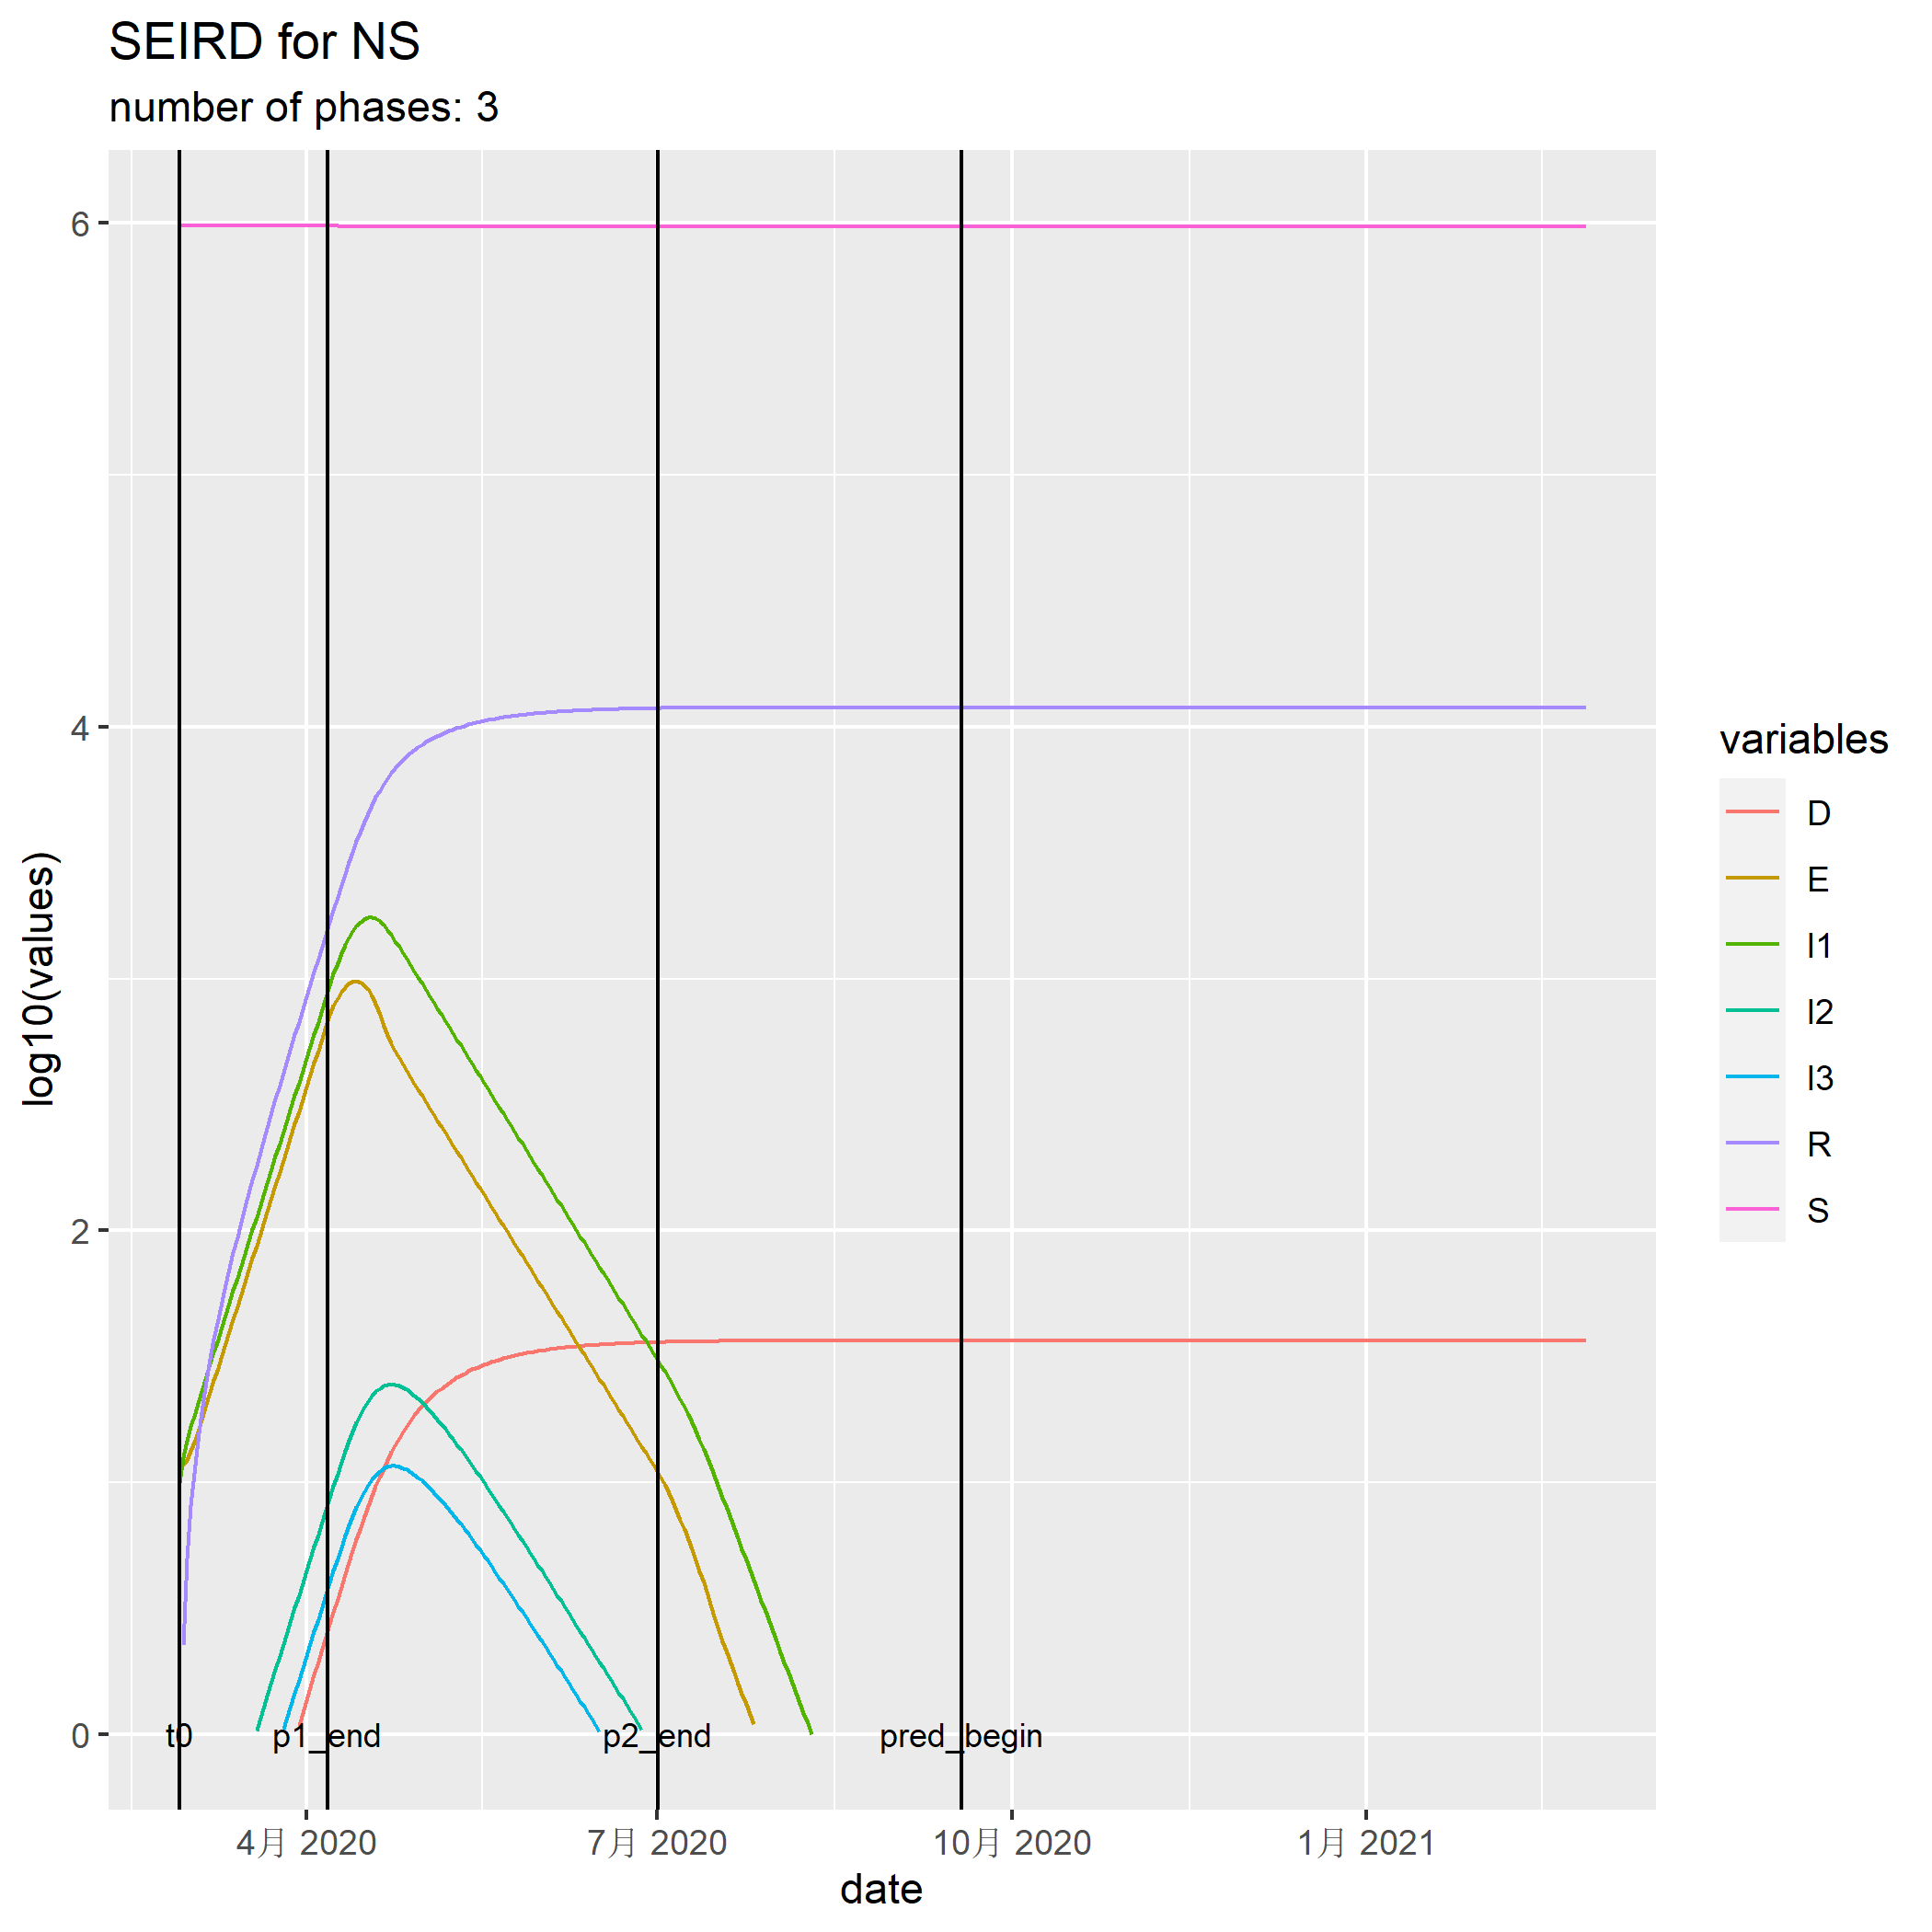 SEIRD for NS
number of phases: 3
log10(values)
6
4
2
0
t0
p1_end
p2_end
pred_begin
4月 2020
7月 2020
10月 2020
1月 2021
date
variables
D
E
I1
I2
I3
R
S